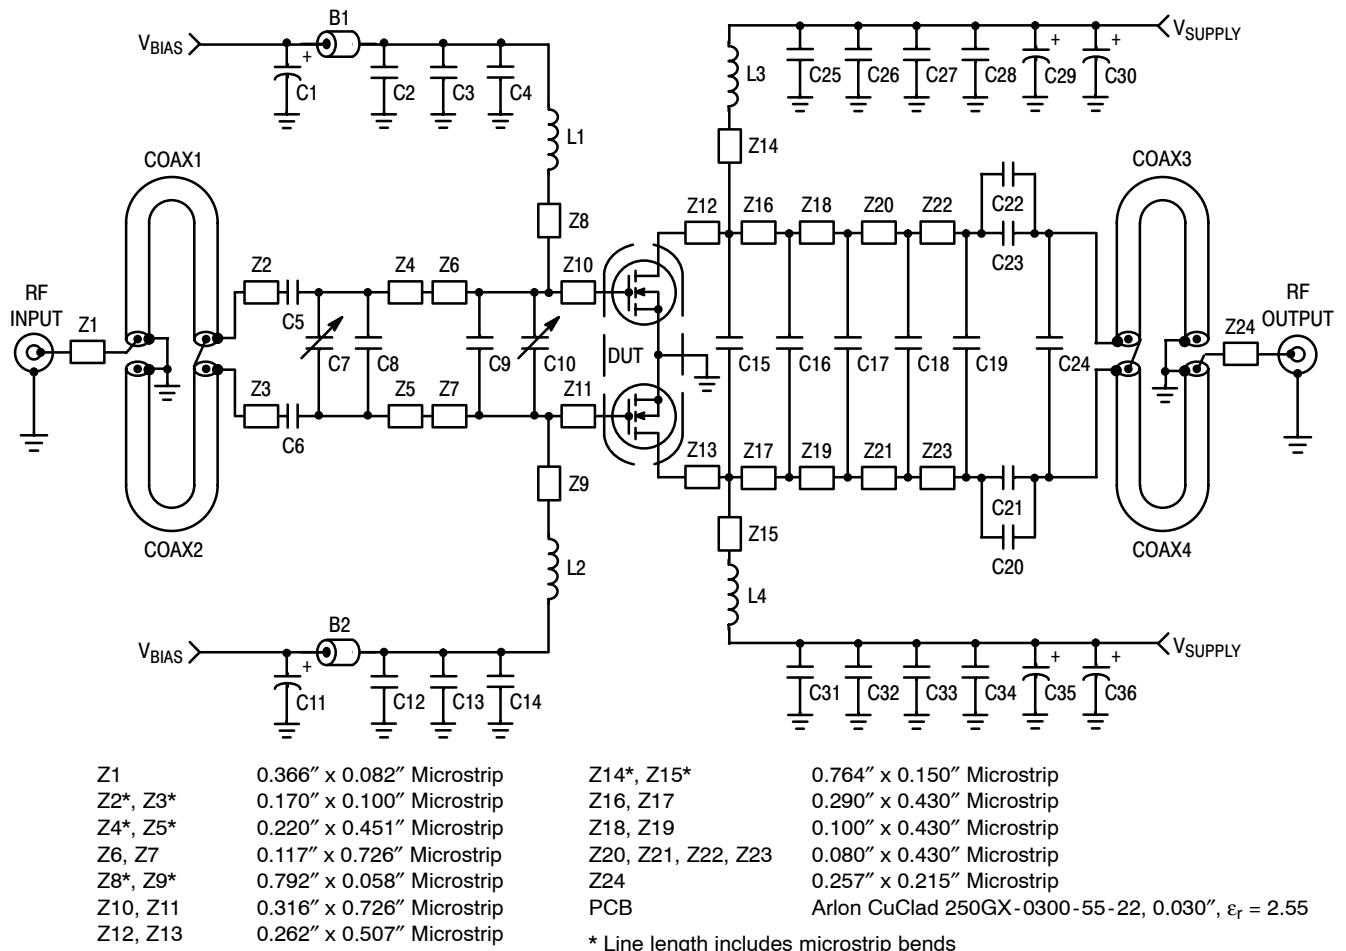 B1
V_BIAS
C1
+
C2
C3
C4
L1
V_SUPPLY
L3
C25
C26
C27
C28
+
C29
+
C30
Z14
COAX1
COAX3
Z8
Z12
Z16
Z18
Z20
Z22
C22
C23
RF
INPUT
Z1
Z2
C5
Z4
Z6
Z10
C7
C8
C9
C10
DUT
C15
C16
C17
C18
C19
C24
Z24
RF
OUTPUT
Z3
C6
Z5
Z7
Z11
Z13
Z17
Z19
Z21
Z23
C21
C20
Z9
Z15
COAX2
COAX4
L2
L4
B2
V_BIAS
+
C11
C12
C13
C14
V_SUPPLY
C31
C32
C33
C34
+
C35
+
C36
Z1 0.366″ x 0.082″ Microstrip
Z2*, Z3* 0.170″ x 0.100″ Microstrip
Z4*, Z5* 0.220″ x 0.451″ Microstrip
Z6, Z7 0.117″ x 0.726″ Microstrip
Z8*, Z9* 0.792″ x 0.058″ Microstrip
Z10, Z11 0.316″ x 0.726″ Microstrip
Z12, Z13 0.262″ x 0.507″ Microstrip
Z14*, Z15* 0.764″ x 0.150″ Microstrip
Z16, Z17 0.290″ x 0.430″ Microstrip
Z18, Z19 0.100″ x 0.430″ Microstrip
Z20, Z21, Z22, Z23 0.080″ x 0.430″ Microstrip
Z24 0.257″ x 0.215″ Microstrip
PCB Arlon CuClad 250GX-0300-55-22, 0.030″, εr = 2.55
* Line length includes microstrip bends